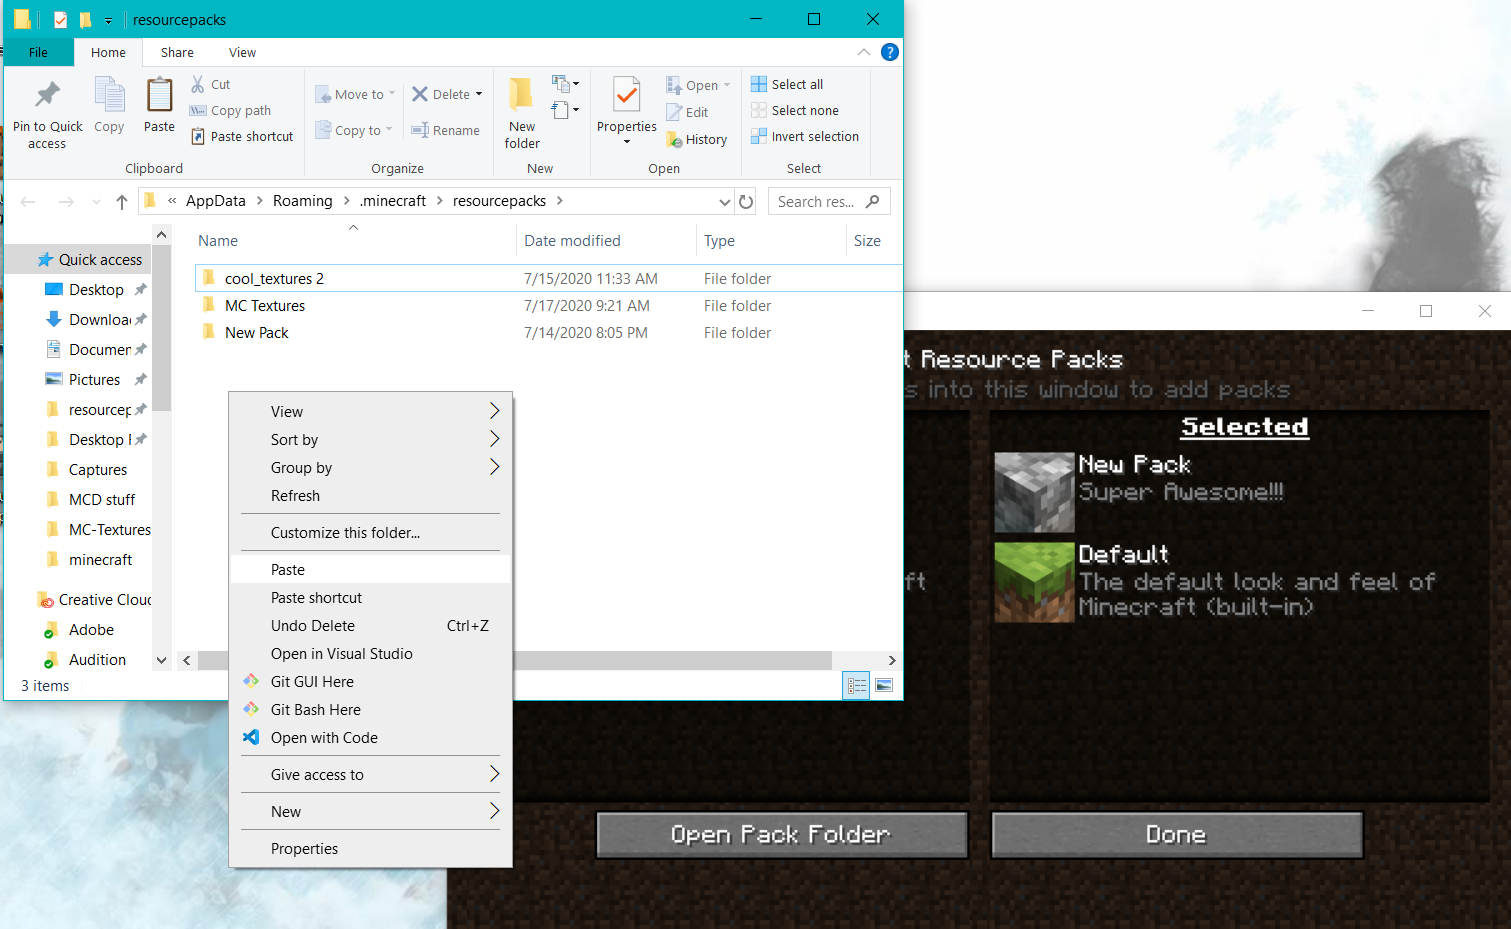 resourcepacks
File Home Share View
Pin to Quick access
Copy
Paste
Cut
Copy path
Paste shortcut
Clipboard
Move to
Copy to
Delete
Rename
Organize
New folder
New
Properties
Open
Edit
History
Open
Select all
Select none
Invert selection
Select
« AppData > Roaming > .minecraft > resourcepacks >
Search res...
Name Date modified Type Size
cool_textures 2 7/15/2020 11:33 AM File folder
MC Textures 7/17/2020 9:21 AM File folder
New Pack 7/14/2020 8:05 PM File folder
Quick access
Desktop
Downloa
Documen
Pictures
resourcep
Desktop
Captures
MCD stuff
MC-Textures
minecraft
Creative Clou
Adobe
Audition
3 items
View
Sort by
Group by
Refresh
Customize this folder...
Paste
Paste shortcut
Undo Delete Ctrl+Z
Open in Visual Studio
Git GUI Here
Git Bash Here
Open with Code
Give access to
New
Properties
t Resource Packs
s into this window to add packs
Selected
New Pack
Super Awesome!!!
Default
The default look and feel of
Minecraft (built-in)
ft
Open Pack Folder
Done